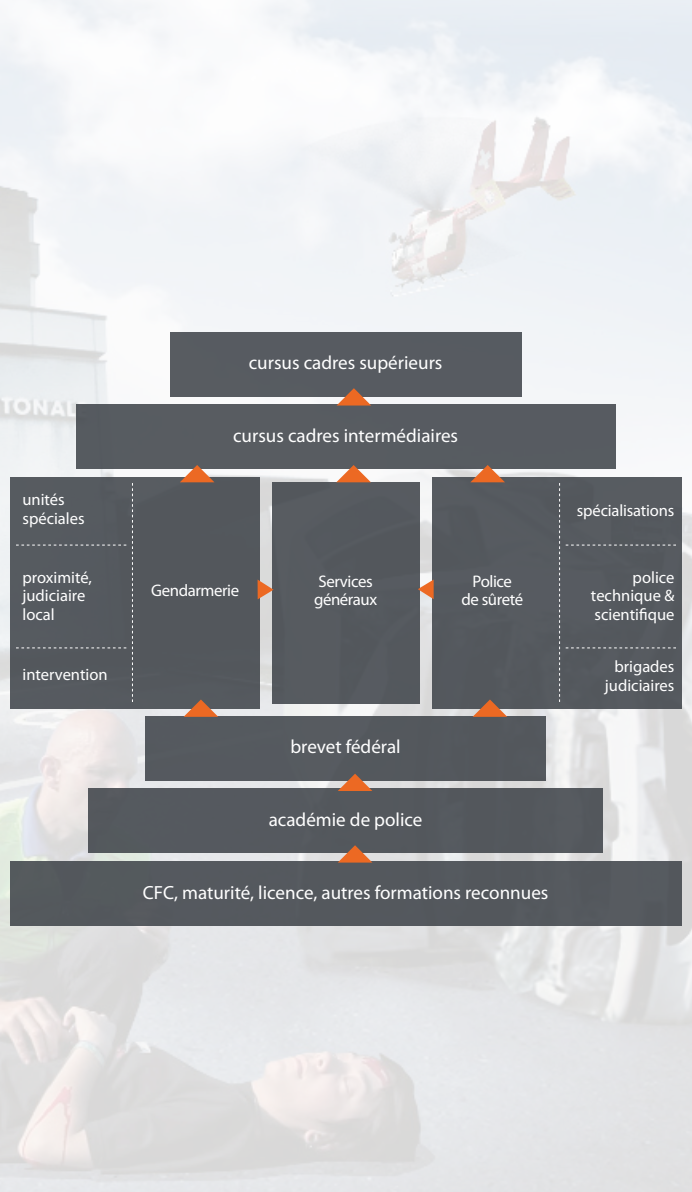 cursus cadres supérieurs
TONAL
cursus cadres intermédiaires
unités
spéciales
proximité,
judiciaire
local
intervention
Gendarmerie
Services
généraux
Police
de sûreté
spécialisations
police
technique &
scientifique
brigades
judiciaires
brevet fédéral
académie de police
CFC, maturité, licence, autres formations reconnues